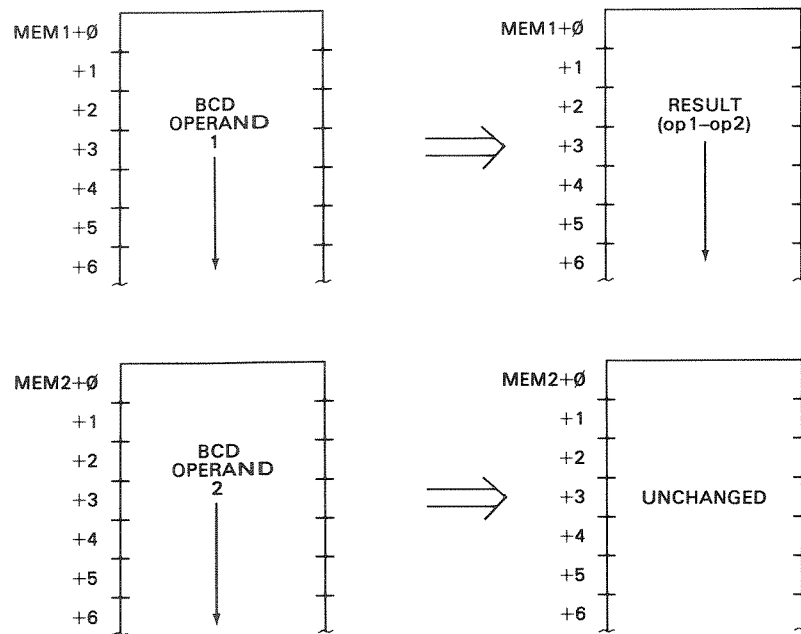 MEM1+Ø
+1
+2
+3
+4
+5
+6
BCD
OPERAND
1
MEM1+Ø
+1
+2
+3
+4
+5
+6
RESULT
(op1–op2)
MEM2+Ø
+1
+2
+3
+4
+5
+6
BCD
OPERAND
2
MEM2+Ø
+1
+2
+3
+4
+5
+6
UNCHANGED